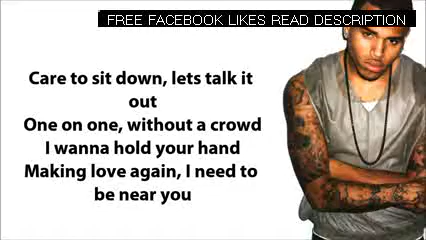 FREE FACEBOOK LIKES READ DESCRIPTION
Care to sit down, lets talk it
out
One on one, without a crowd
I wanna hold your hand
Making love again, I need to
be near you